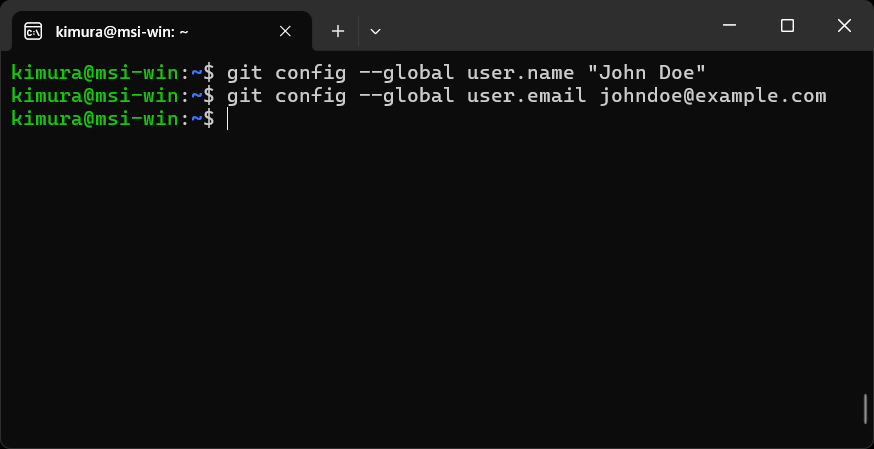 kimura@msi-win: ~
kimura@msi-win:~$ git config --global user.name "John Doe"
kimura@msi-win:~$ git config --global user.email johndoe@example.com
kimura@msi-win:~$